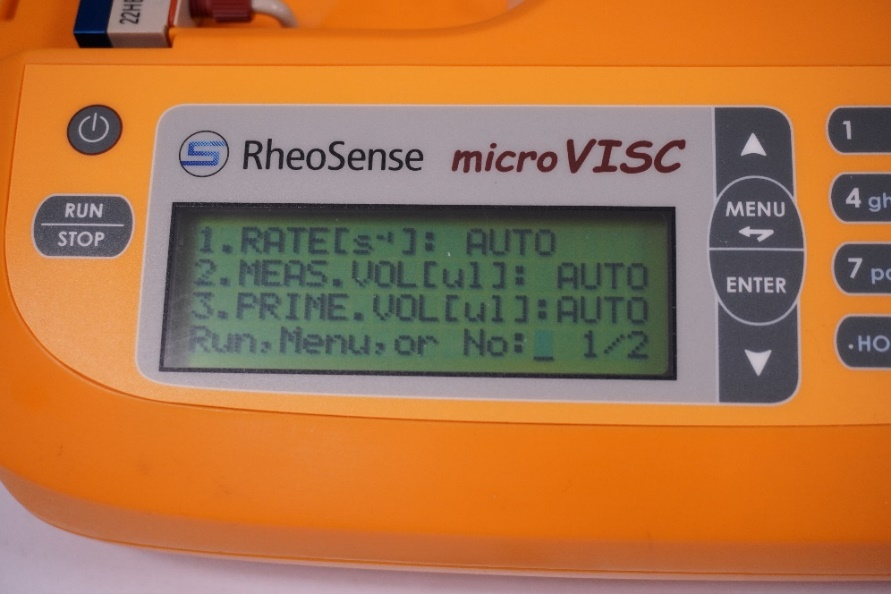 22HB
RheoSense microVISC
RUN
STOP
1.RATE[s⁻¹]: AUTO
2.MEAS.VOL[ul]: AUTO
3.PRIME.VOL[ul]:AUTO
Run,Menu,or No:_ 1/2
MENU
ENTER
1
4 gh
7 pq
.HO